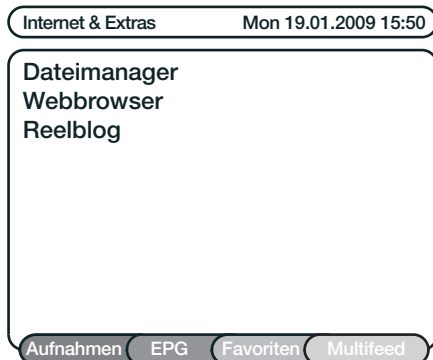 Internet & Extras Mon 19.01.2009 15:50
Dateimanager
Webbrowser
Reelblog
Aufnahmen EPG Favoriten Multifeed